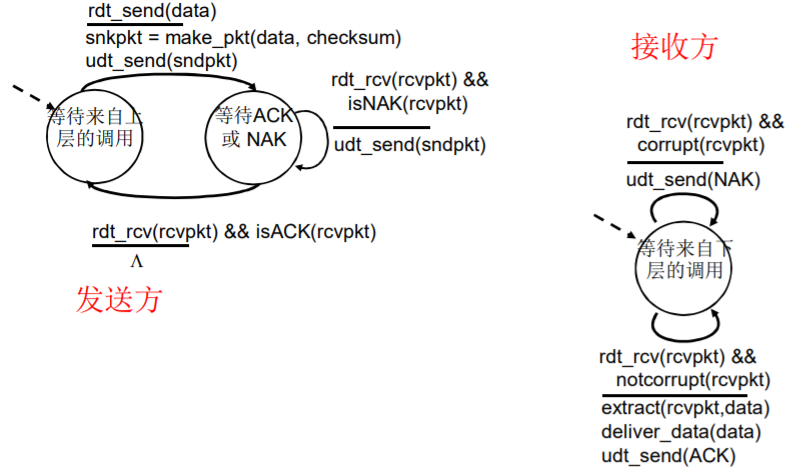 rdt_send(data)
snkpkt = make_pkt(data, checksum)
udt_send(sndpkt)
等待来自上
层的调用
等待ACK
或 NAK
rdt_rcv(rcvpkt) &&
isNAK(rcvpkt)
udt_send(sndpkt)
rdt_rcv(rcvpkt) && isACK(rcvpkt)
Λ
发送方
接收方
rdt_rcv(rcvpkt) &&
corrupt(rcvpkt)
udt_send(NAK)
等待来自下
层的调用
rdt_rcv(rcvpkt) &&
notcorrupt(rcvpkt)
extract(rcvpkt,data)
deliver_data(data)
udt_send(ACK)